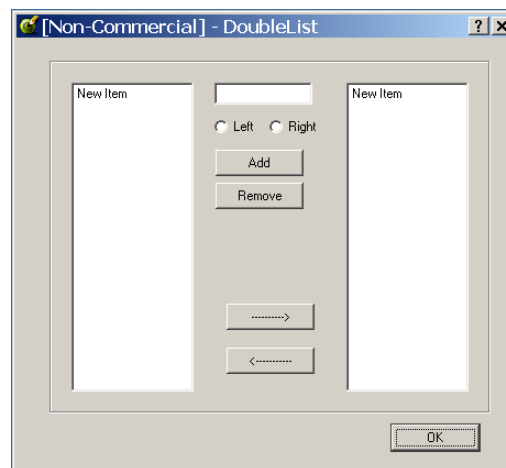 [Non-Commercial] - DoubleList
New Item
New Item
Left
Right
Add
Remove
---------->
<-----------
OK